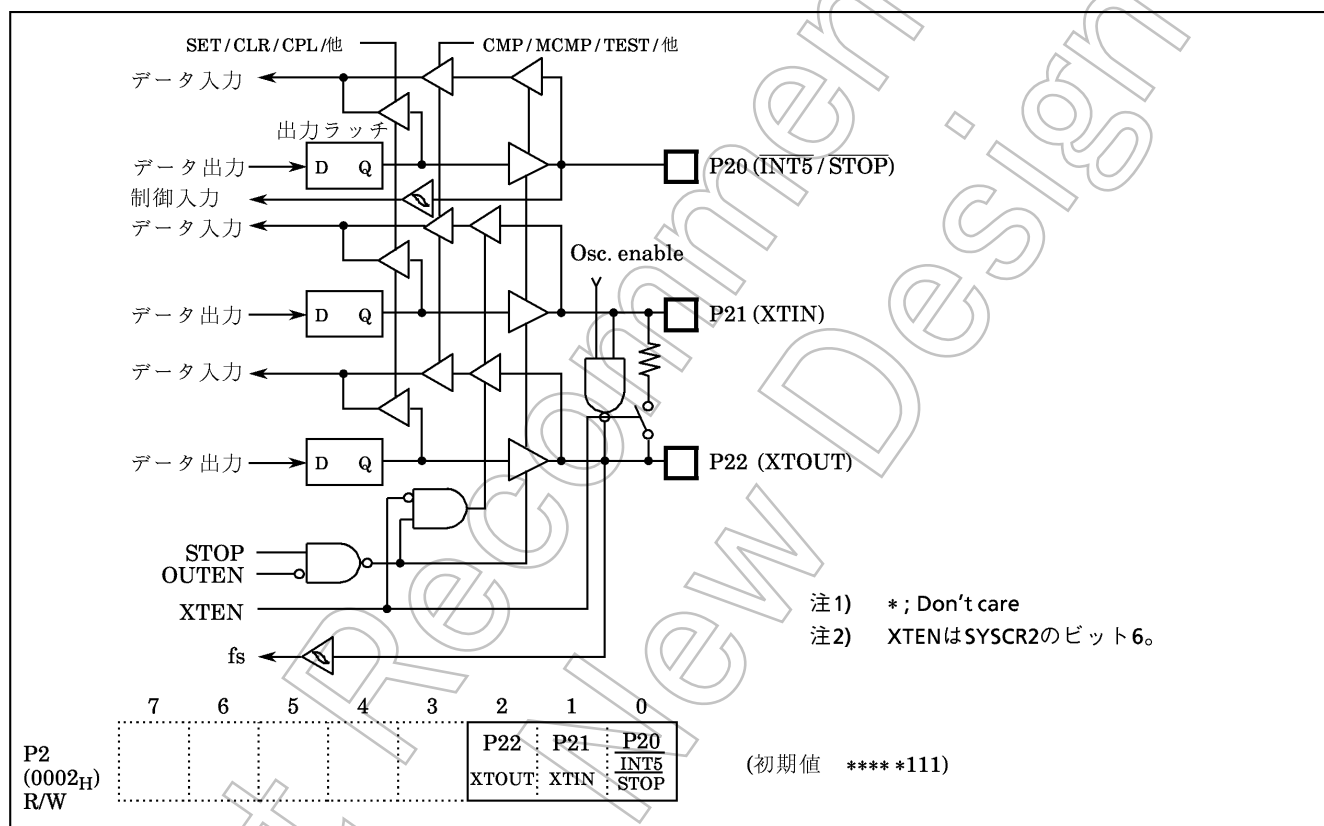 SET/CLR/CPL/他
CMP/MCMP/TEST/他
データ入力
出力ラッチ
データ出力
D Q
P20 (INT5/STOP)
制御入力
データ入力
Osc. enable
データ出力
D Q
P21 (XTIN)
データ入力
データ出力
D Q
P22 (XTOUT)
STOP
OUTEN
XTEN
fs
注1) *; Don't care
注2) XTENはSYSCR2のビット6。
7 6 5 4 3 2 1 0
P2
(0002H)
R/W
P22 P21 P20
XTOUT XTIN INT5
STOP
(初期値 **** *111)
t Recommen
New Design